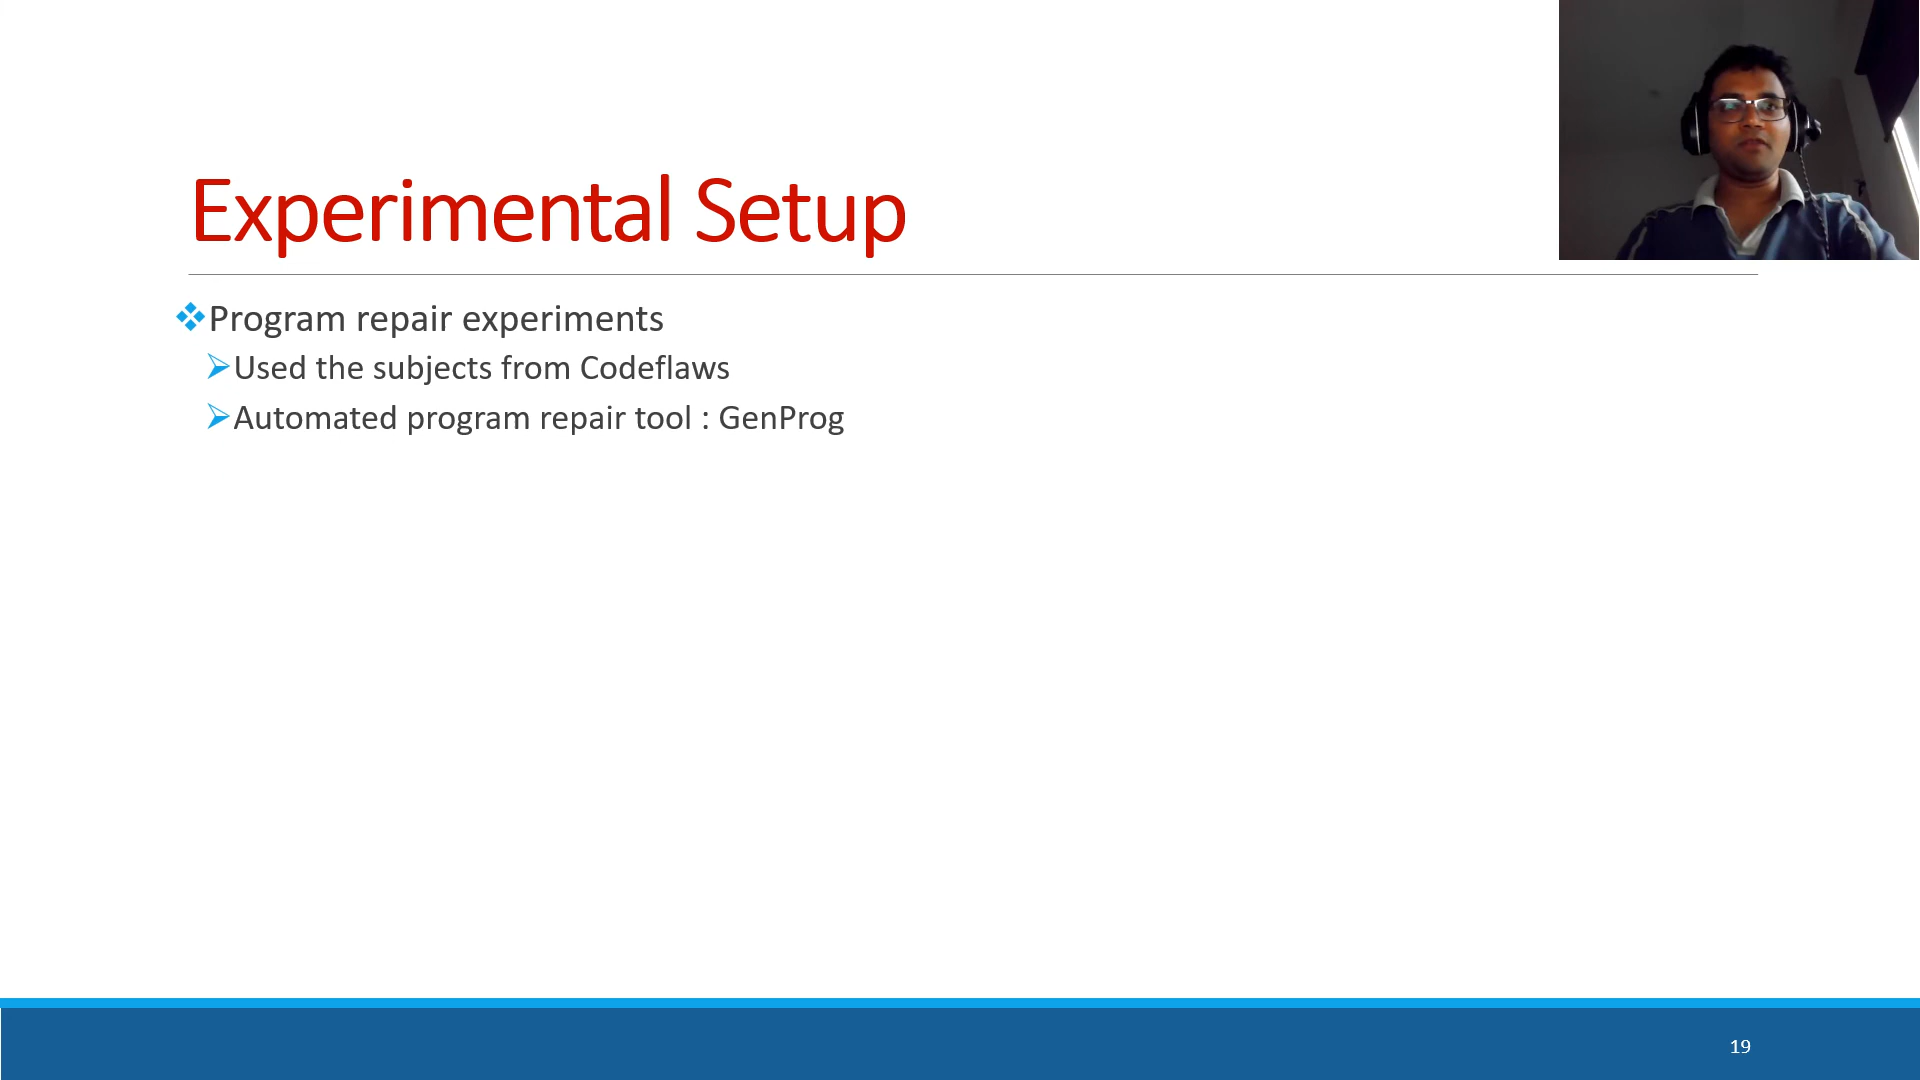 Experimental Setup
Program repair experiments
Used the subjects from Codeflaws
Automated program repair tool : GenProg
19